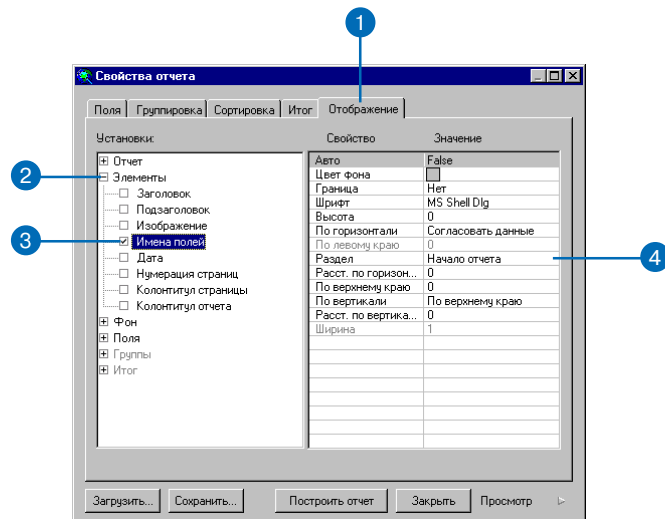 1
Свойства отчета
Поля Группировка Сортировка Итог Отображение
Установки:
Свойство Значение
2
3
4
Отчет
Элементы
Заголовок
Подзаголовок
Изображение
Имена полей
Дата
Нумерация страниц
Колонтитул страницы
Колонтитул отчета
Фон
Поля
Группы
Итог
Авто False
Цвет фона
Граница Нет
Шрифт MS Shell Dlg
Высота 0
По горизонтали Согласовать данные
По левому краю 0
Раздел Начало отчета
Расст. по горизон... 0
По верхнему краю 0
По вертикали По верхнему краю
Расст. по вертика... 0
Ширина 1
Загрузить... Сохранить... Построить отчет Закрыть Просмотр